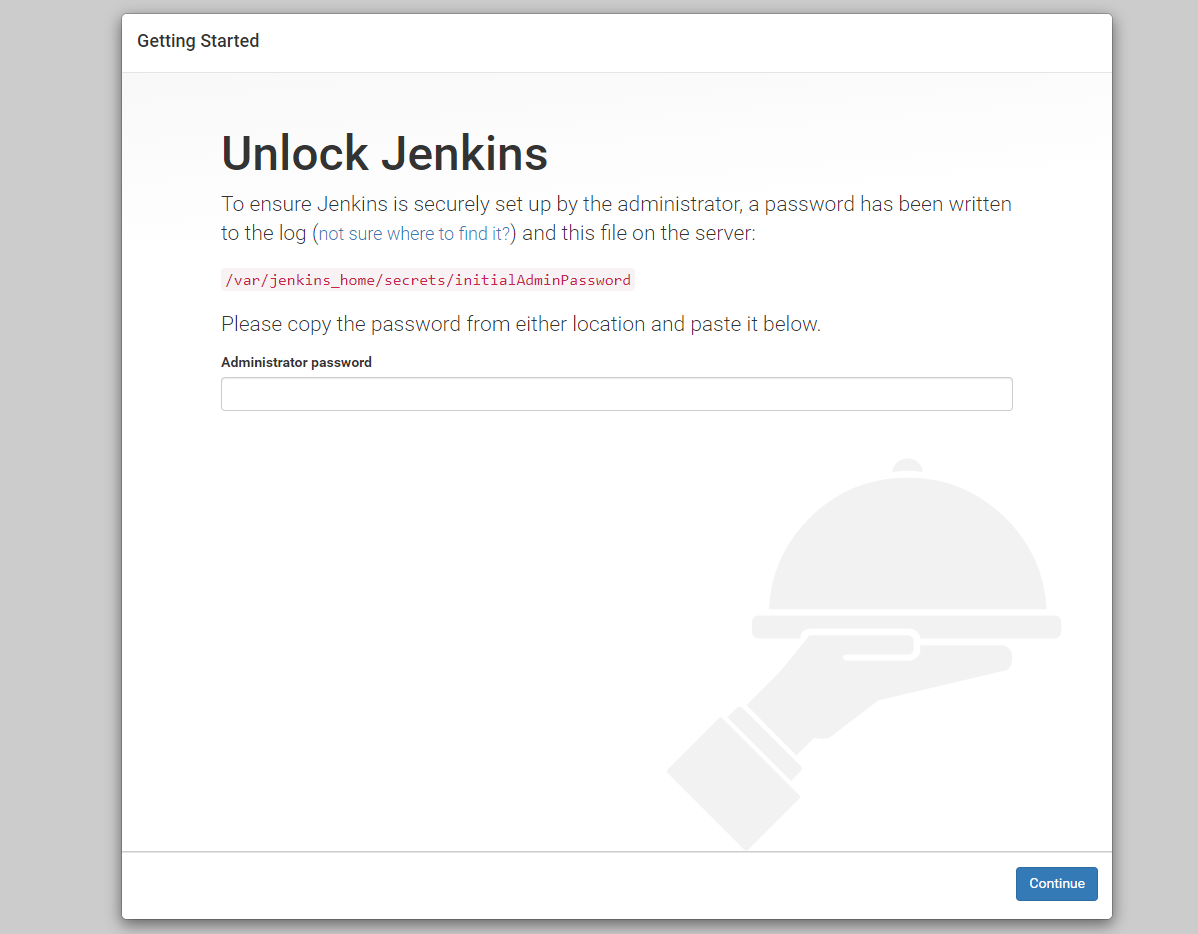 Getting Started
Unlock Jenkins
To ensure Jenkins is securely set up by the administrator, a password has been written
to the log (not sure where to find it?) and this file on the server:
/var/jenkins_home/secrets/initialAdminPassword
Please copy the password from either location and paste it below.
Administrator password
Continue